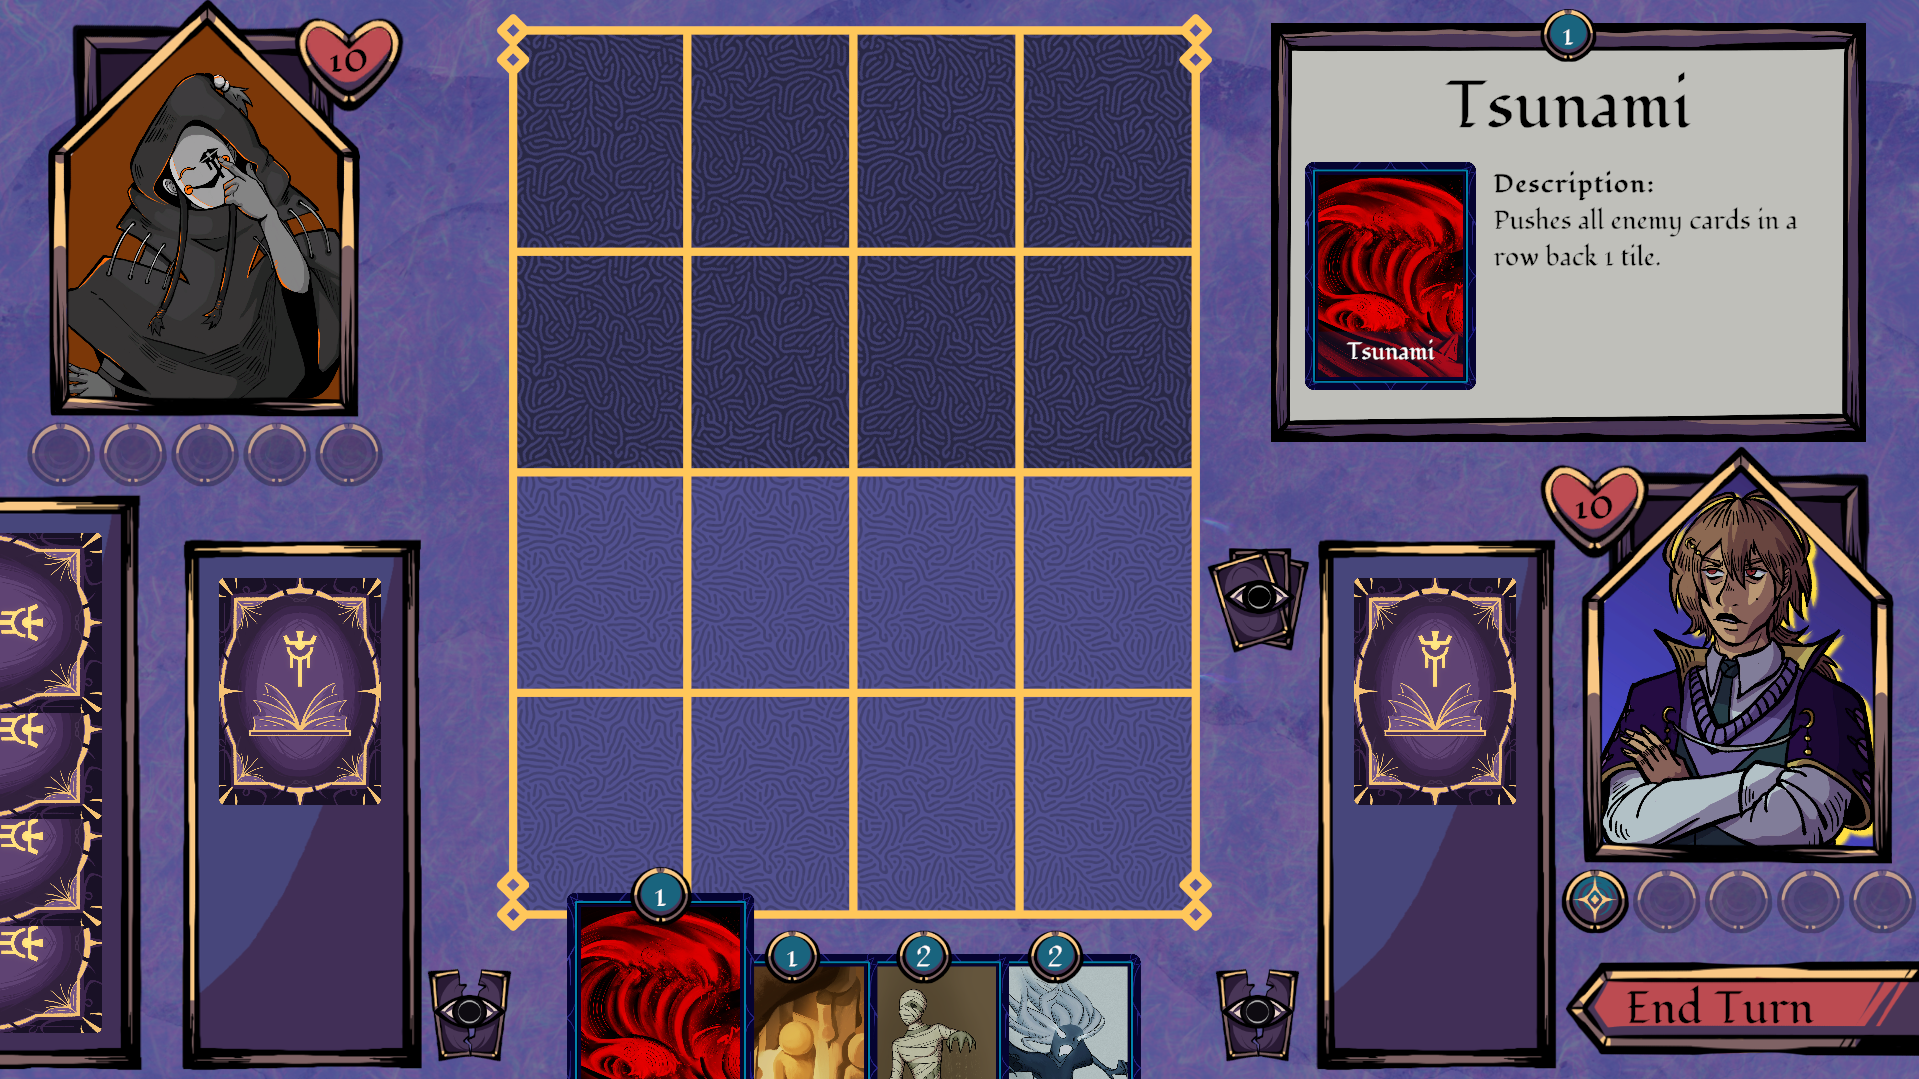 10
1
Tsunami
Description:
Pushes all enemy cards in a
row back 1 tile.
Tsunami
10
1
1
2
2
End Turn